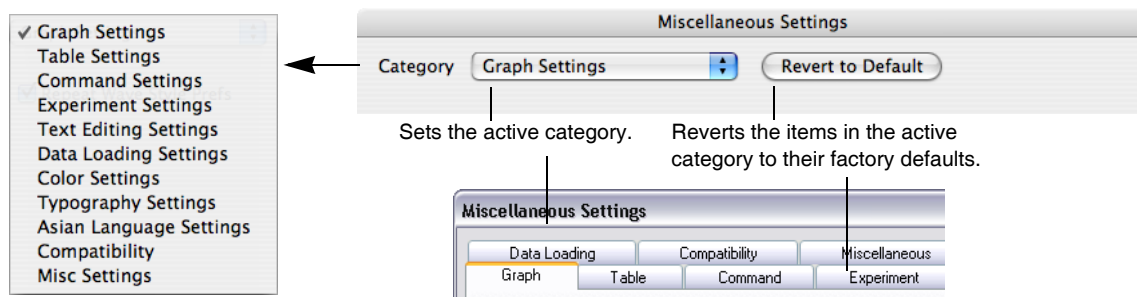 ✓ Graph Settings
Table Settings
Command Settings
Experiment Settings
Text Editing Settings
Data Loading Settings
Color Settings
Typography Settings
Asian Language Settings
Compatibility
Misc Settings
Miscellaneous Settings
Category Graph Settings Revert to Default
Sets the active category.
Reverts the items in the active
category to their factory defaults.
Miscellaneous Settings
Data Loading Compatibility Miscellaneous
Graph Table Command Experiment